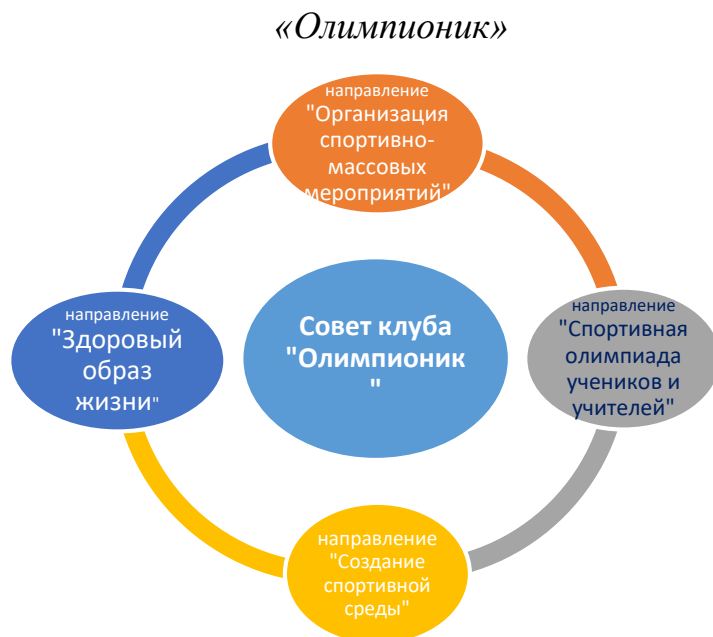 «Олимпионик»
направление
"Организация
спортивно-
массовых
мероприятий"
направление
"Здоровый
образ
жизни"
Совет клуба
"Олимпионик
"
направление
"Спортивная
олимпиада
учеников и
учителей"
направление
"Создание
спортивной
среды"